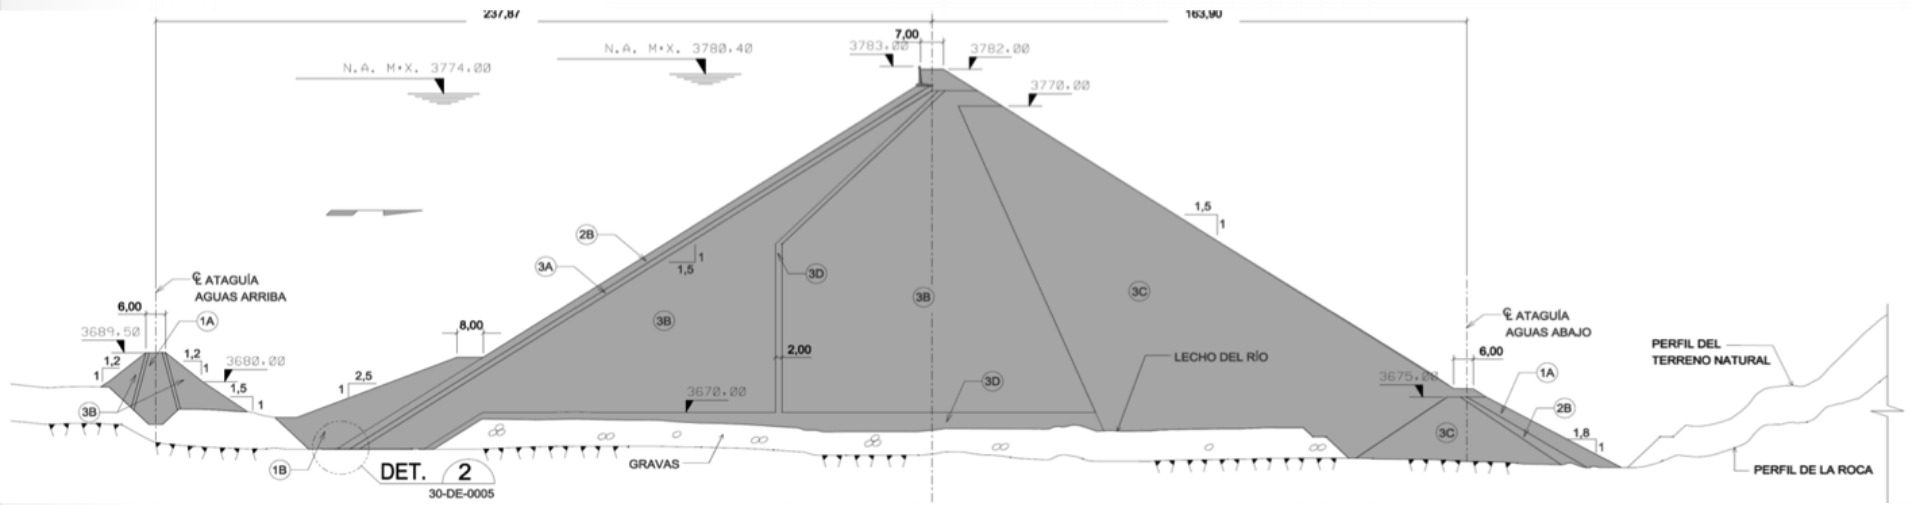 237,87
163,90
7,00
3783.00
3782.00
N.A. M•X. 3780.40
N.A. M•X. 3774.00
3770.00
1,5
1
2B
3A
1
1,5
3D
3B
3C
3B
℄ ATAGUÍA
AGUAS ARRIBA
6,00
1A
3689.50
1,2
1
1,2
1
3680.00
1,5
1
3B
8,00
2,5
1
2,00
3670.00
3D
LECHO DEL RÍO
℄ ATAGUÍA
AGUAS ABAJO
6,00
3675.00
1A
2B
3C
1,8
1
PERFIL DEL
TERRENO NATURAL
PERFIL DE LA ROCA
GRAVAS
1B
DET. 2
30-DE-0005